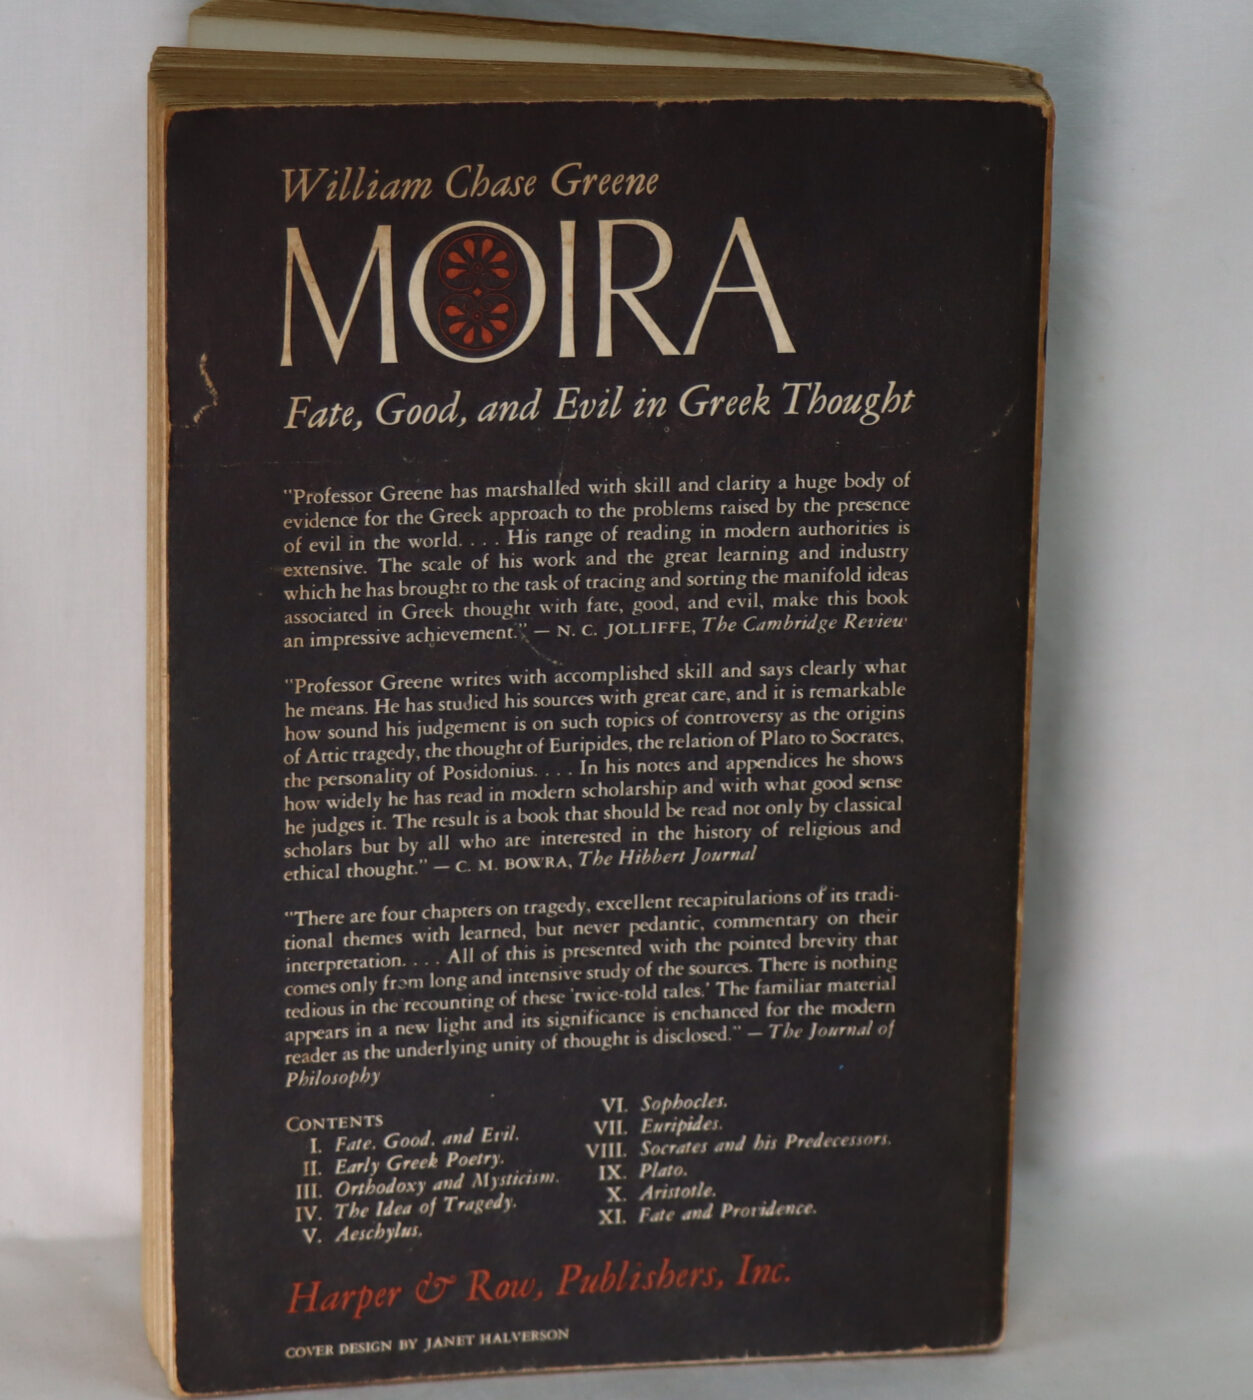 William Chase Greene
MOIRA
Fate, Good, and Evil in Greek Thought
"Professor Greene has marshalled with skill and clarity a huge body of
evidence for the Greek approach to the problems raised by the presence
of evil in the world. . . . His range of reading in modern authorities is
extensive. The scale of his work and the great learning and industry
which he has brought to the task of tracing and sorting the manifold ideas
associated in Greek thought with fate, good, and evil, make this book
an impressive achievement." — N. C. JOLLIFFE, The Cambridge Review
"Professor Greene writes with accomplished skill and says clearly what
he means. He has studied his sources with great care, and it is remarkable
how sound his judgement is on such topics of controversy as the origins
of Attic tragedy, the thought of Euripides, the relation of Plato to Socrates,
the personality of Posidonius. . . . In his notes and appendices he shows
how widely he has read in modern scholarship and with what good sense
he judges it. The result is a book that should be read not only by classical
scholars but by all who are interested in the history of religious and
ethical thought." — C. M. BOWRA, The Hibbert Journal
"There are four chapters on tragedy, excellent recapitulations of its tradi-
tional themes with learned, but never pedantic, commentary on their
interpretation. . . . All of this is presented with the pointed brevity that
comes only from long and intensive study of the sources. There is nothing
tedious in the recounting of these 'twice-told tales.' The familiar material
appears in a new light and its significance is enchanced for the modern
reader as the underlying unity of thought is disclosed." — The Journal of
Philosophy
CONTENTS
I. Fate, Good, and Evil.
II. Early Greek Poetry.
III. Orthodoxy and Mysticism.
IV. The Idea of Tragedy.
V. Aeschylus.
VI. Sophocles.
VII. Euripides.
VIII. Socrates and his Predecessors.
IX. Plato.
X. Aristotle.
XI. Fate and Providence.
Harper & Row, Publishers, Inc.
COVER DESIGN BY JANET HALVERSON